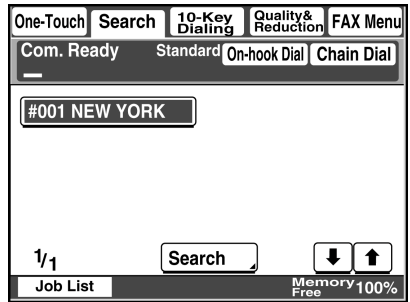 One-Touch Search 10-Key Dialing Quality& Reduction FAX Menu
Com. Ready Standard On-hook Dial Chain Dial
#001 NEW YORK
1/1 Search
Job List Memory Free 100%